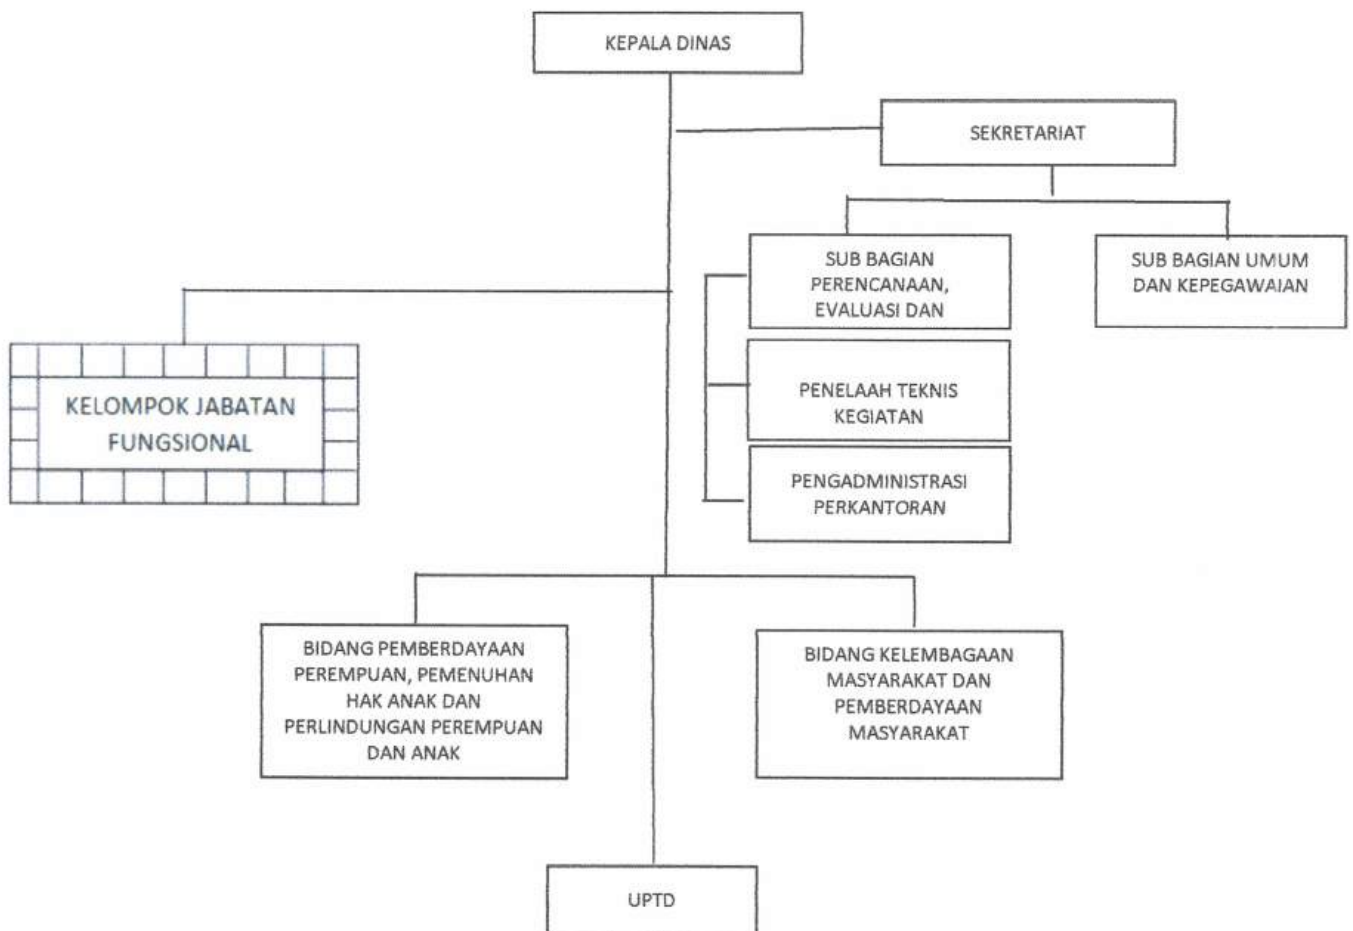 KEPALA DINAS
SEKRETARIAT
SUB BAGIAN
PERENCANAAN,
EVALUASI DAN
SUB BAGIAN UMUM
DAN KEPEGAWAIAN
PENELAAH TEKNIS
KEGIATAN
KELOMPOK JABATAN
FUNGSIONAL
PENGADMINISTRASI
PERKANTORAN
BIDANG PEMBERDAYAAN
PEREMPUAN, PEMENUHAN
HAK ANAK DAN
PERLINDUNGAN PEREMPUAN
DAN ANAK
BIDANG KELEMBAGAAN
MASYARAKAT DAN
PEMBERDAYAAN
MASYARAKAT
UPTD